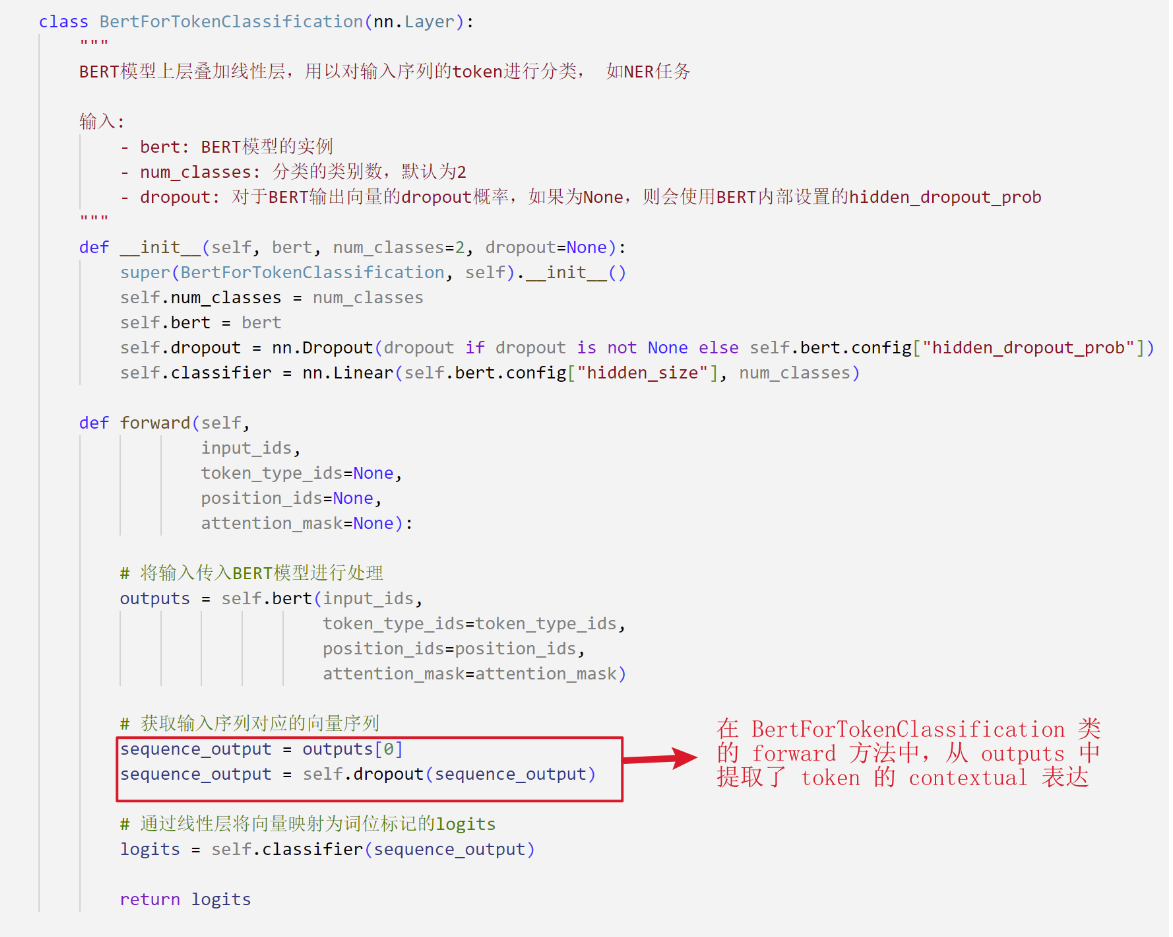 class BertForTokenClassification(nn.Layer):
    """
    BERT模型上层叠加线性层，用以对输入序列的token进行分类， 如NER任务

    输入:
        - bert: BERT模型的实例
        - num_classes: 分类的类别数，默认为2
        - dropout: 对于BERT输出向量的dropout概率，如果为None，则会使用BERT内部设置的hidden_dropout_prob
    """
    def __init__(self, bert, num_classes=2, dropout=None):
        super(BertForTokenClassification, self).__init__()
        self.num_classes = num_classes
        self.bert = bert
        self.dropout = nn.Dropout(dropout if dropout is not None else self.bert.config["hidden_dropout_prob"])
        self.classifier = nn.Linear(self.bert.config["hidden_size"], num_classes)

    def forward(self,
                input_ids,
                token_type_ids=None,
                position_ids=None,
                attention_mask=None):

        # 将输入传入BERT模型进行处理
        outputs = self.bert(input_ids,
                            token_type_ids=token_type_ids,
                            position_ids=position_ids,
                            attention_mask=attention_mask)

        # 获取输入序列对应的向量序列
        sequence_output = outputs[0]
        sequence_output = self.dropout(sequence_output)

在 BertForTokenClassification 类
的 forward 方法中，从 outputs 中
提取了 token 的 contextual 表达

        # 通过线性层将向量映射为词位标记的logits
        logits = self.classifier(sequence_output)

        return logits